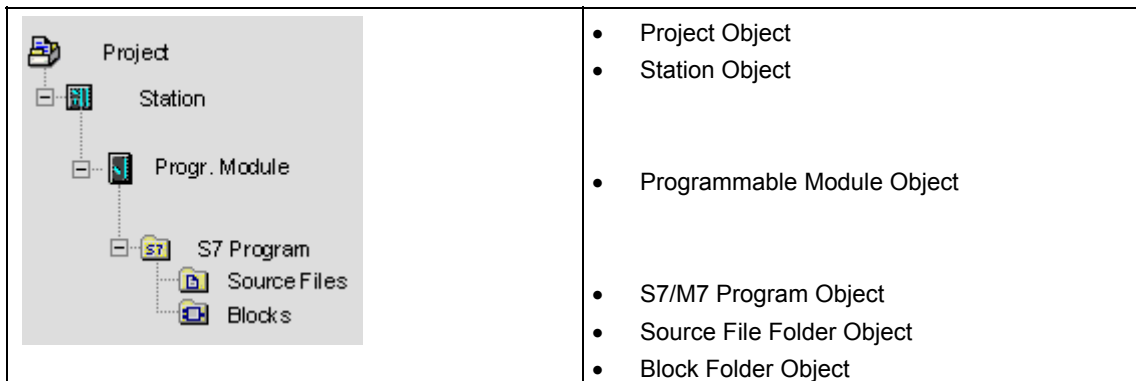 Project
Station
Progr. Module
S7
S7 Program
Source Files
Blocks
• Project Object
• Station Object
• Programmable Module Object
• S7/M7 Program Object
• Source File Folder Object
• Block Folder Object